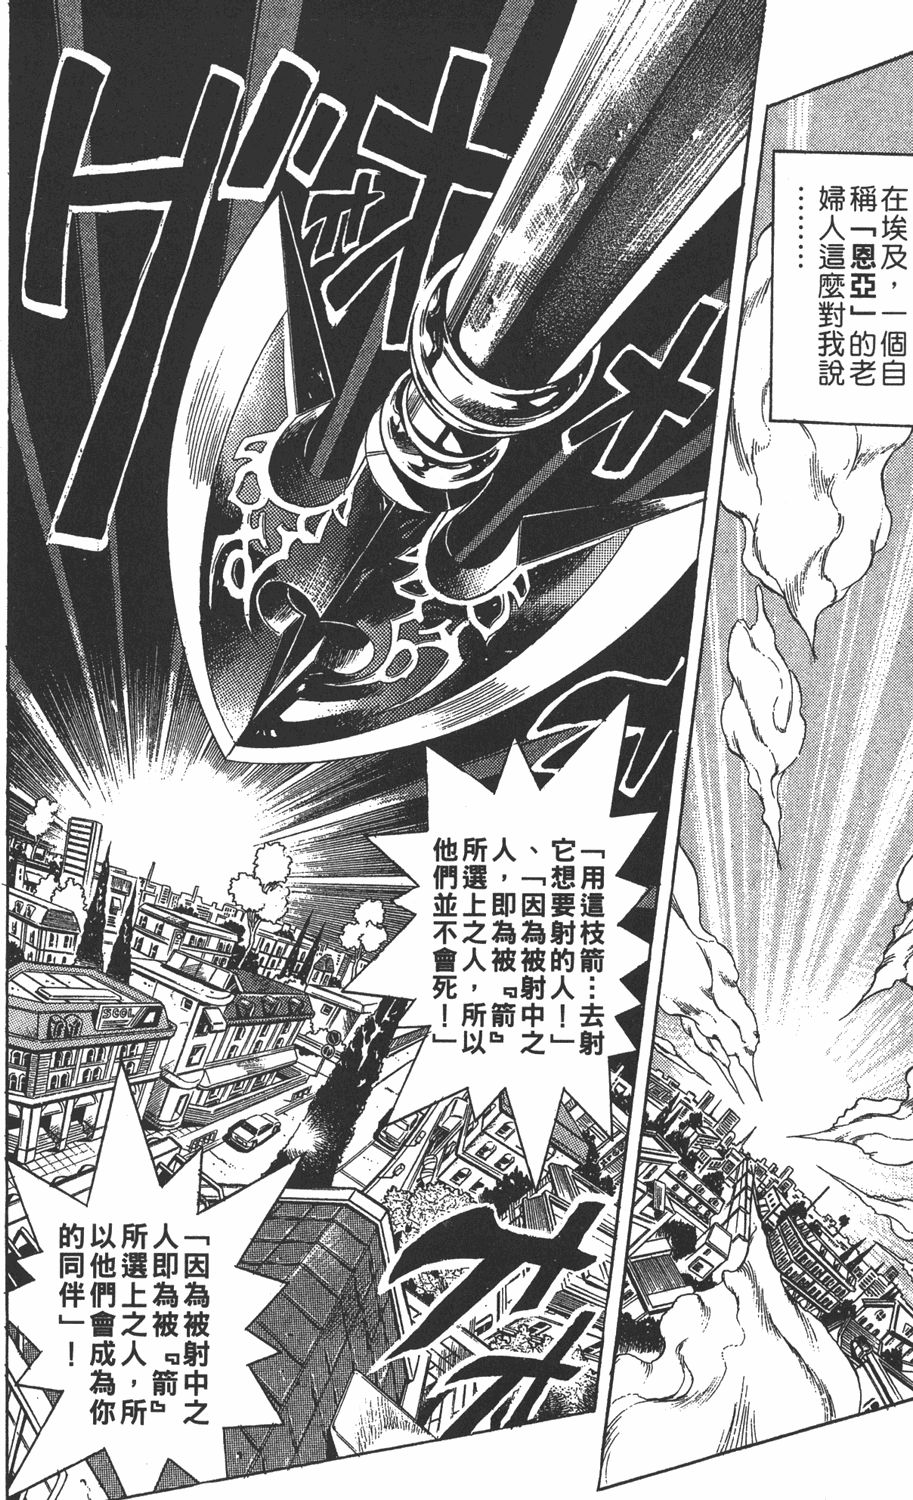 在埃及，一個自
稱「恩亞」的老
婦人這麼對我說
………
「用這枝箭…去射
它想要射的人！」
、「因為被射中之
人，即為被『箭』
所選上之人，所以
他們並不會死！」
「因為被射中之
人即為被『箭』
所選上之人，所
以他們會成為你
的同伴」！
グオオオ
オオ
SCOL